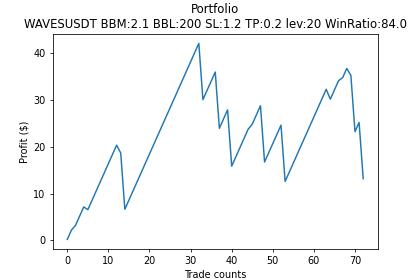 Portfolio
WAVESUSDT BBM:2.1 BBL:200 SL:1.2 TP:0.2 lev:20 WinRatio:84.0
Profit ($)
40
30
20
10
0
0 10 20 30 40 50 60 70
Trade counts